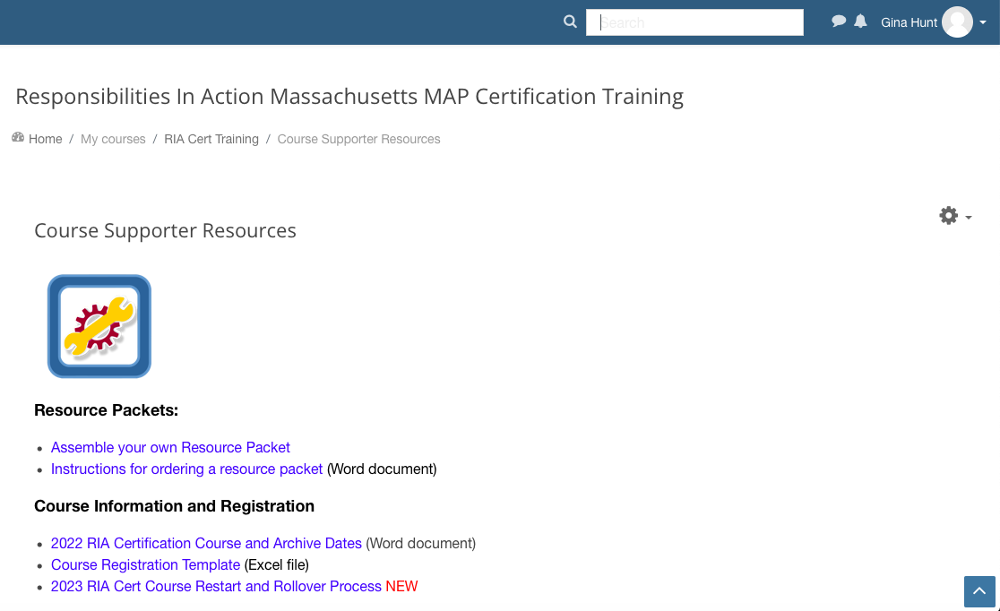 Search
Gina Hunt
Responsibilities In Action Massachusetts MAP Certification Training
Home / My courses / RIA Cert Training / Course Supporter Resources
Course Supporter Resources
Resource Packets:
• Assemble your own Resource Packet
• Instructions for ordering a resource packet (Word document)
Course Information and Registration
• 2022 RIA Certification Course and Archive Dates (Word document)
• Course Registration Template (Excel file)
• 2023 RIA Cert Course Restart and Rollover Process NEW